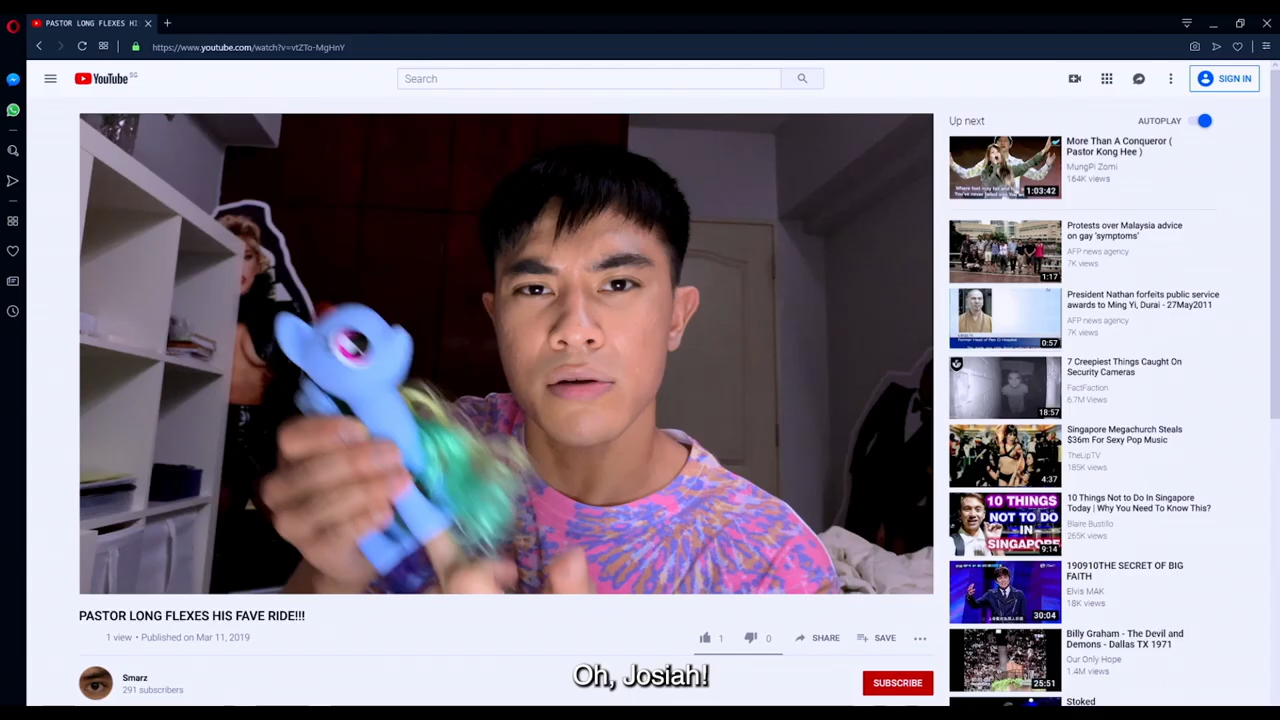 PASTOR LONG FLEXES HI
https://www.youtube.com/watch?v=vtZTo-MgHnY
YouTube SG
Search
SIGN IN
Up next
AUTOPLAY
More Than A Conqueror (
Pastor Kong Hee )
MungPi Zomi
164K views
1:03:42
Protests over Malaysia advice
on gay 'symptoms'
AFP news agency
7K views
1:17
President Nathan forfeits public service
awards to Ming Yi, Durai - 27May2011
AFP news agency
7K views
0:57
7 Creepiest Things Caught On
Security Cameras
FactFaction
6.7M Views
18:57
Singapore Megachurch Steals
$36m For Sexy Pop Music
TheLipTV
185K views
4:37
10 Things Not to Do In Singapore
Today | Why You Need To Know This?
Blaire Bustillo
265K views
10 THINGS
NOT TO DO
IN
SINGAPORE
9:14
190910THE SECRET OF BIG
FAITH
Elvis MAK
18K views
30:04
Billy Graham - The Devil and
Demons - Dallas TX 1971
Our Only Hope
1.4M views
25:51
Stoked
PASTOR LONG FLEXES HIS FAVE RIDE!!!
1 view • Published on Mar 11, 2019
1
0
SHARE
SAVE
Smarz
291 subscribers
SUBSCRIBE
Oh, Josiah!